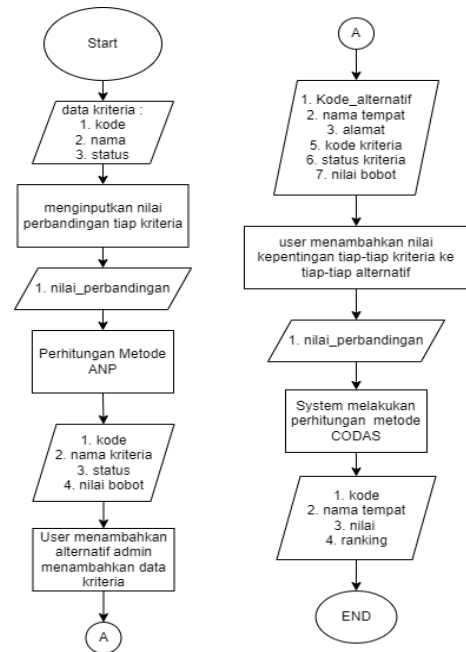 Start
data kriteria :
1. kode
2. nama
3. status
menginputkan nilai
perbandingan tiap kriteria
1. nilai_perbandingan
Perhitungan Metode
ANP
1. kode
2. nama kriteria
3. status
4. nilai bobot
User menambahkan
alternatif admin
menambahkan data
kriteria
A
A
1. Kode_alternatif
2. nama tempat
3. alamat
5. kode kriteria
6. status kriteria
7. nilai bobot
user menambahkan nilai
kepentingan tiap-tiap kriteria ke
tiap-tiap alternatif
1. nilai_perbandingan
System melakukan
perhitungan metode
CODAS
1. kode
2. nama tempat
3. nilai
4. ranking
END